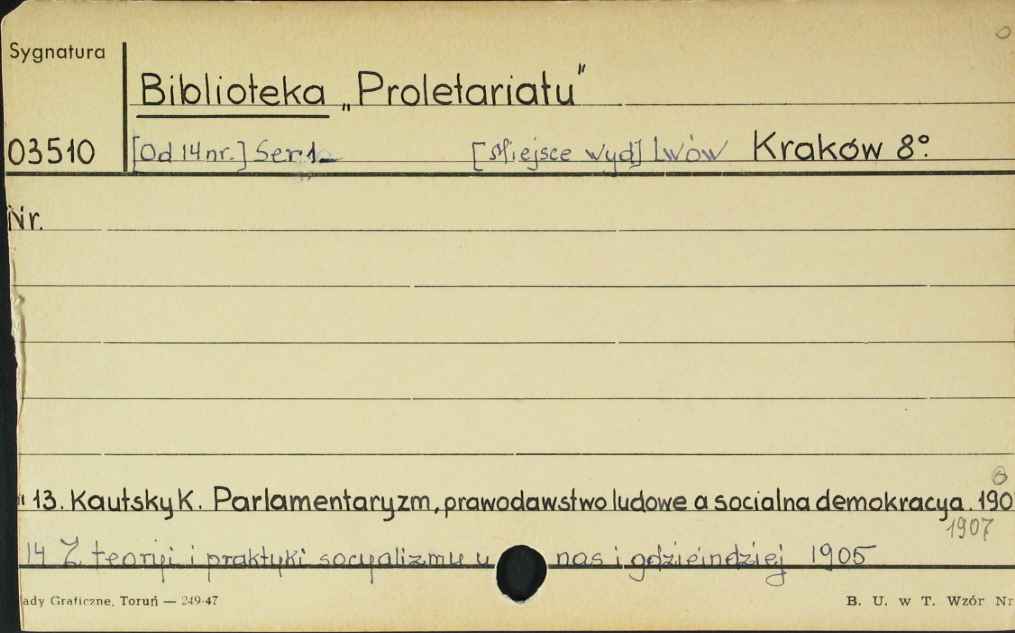 Sygnatura
Biblioteka „Proletariatu”
03510 [Od 14 nr.] Ser. 1. [Miejsce wyd] Lwów Kraków 8°.
Nr.
" 13. Kautsky K. Parlamentaryzm, prawodawstwo ludowe a socialna demokracya. 190
1907
14 Z teoryi i praktyki socyalizmu u nas i gdzieindziej 1905
ady Graficzne, Toruń — 249-47 B. U. w T. Wzór Nr